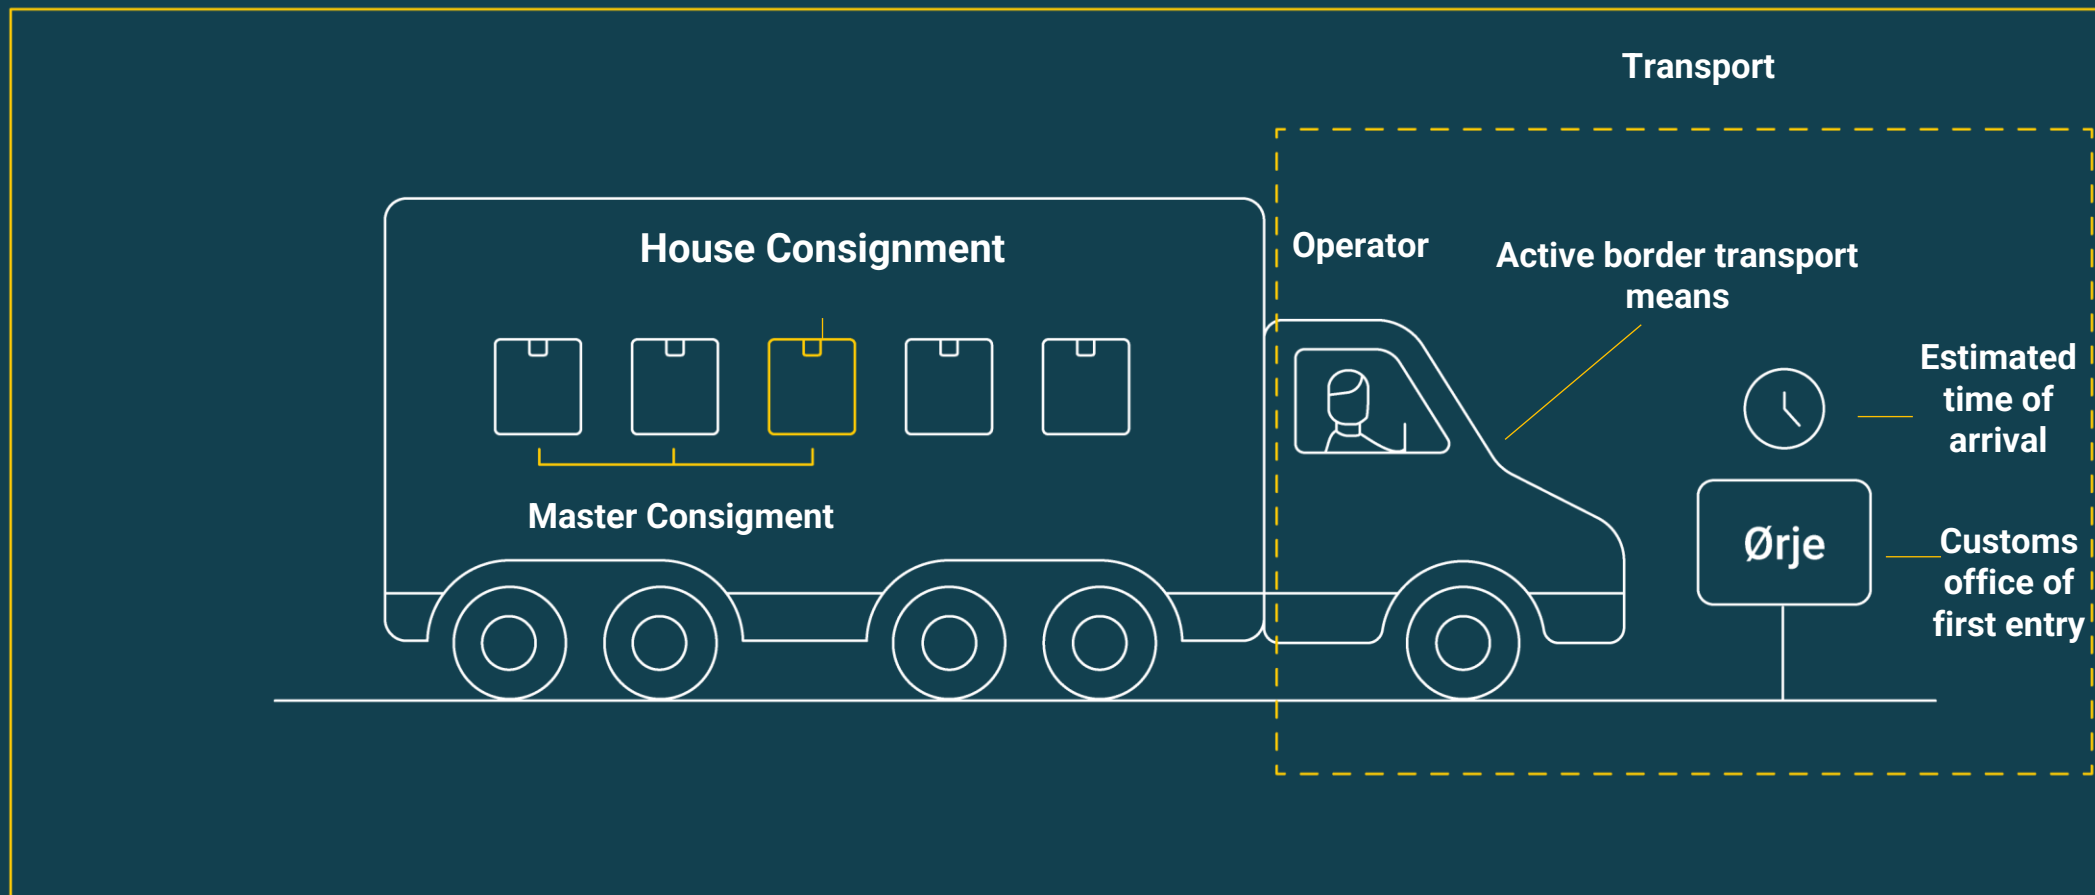 Transport
House Consignment
Operator
Active border transport
means
Estimated
time of
arrival
Master Consigment
Ørje
Customs
office of
first entry